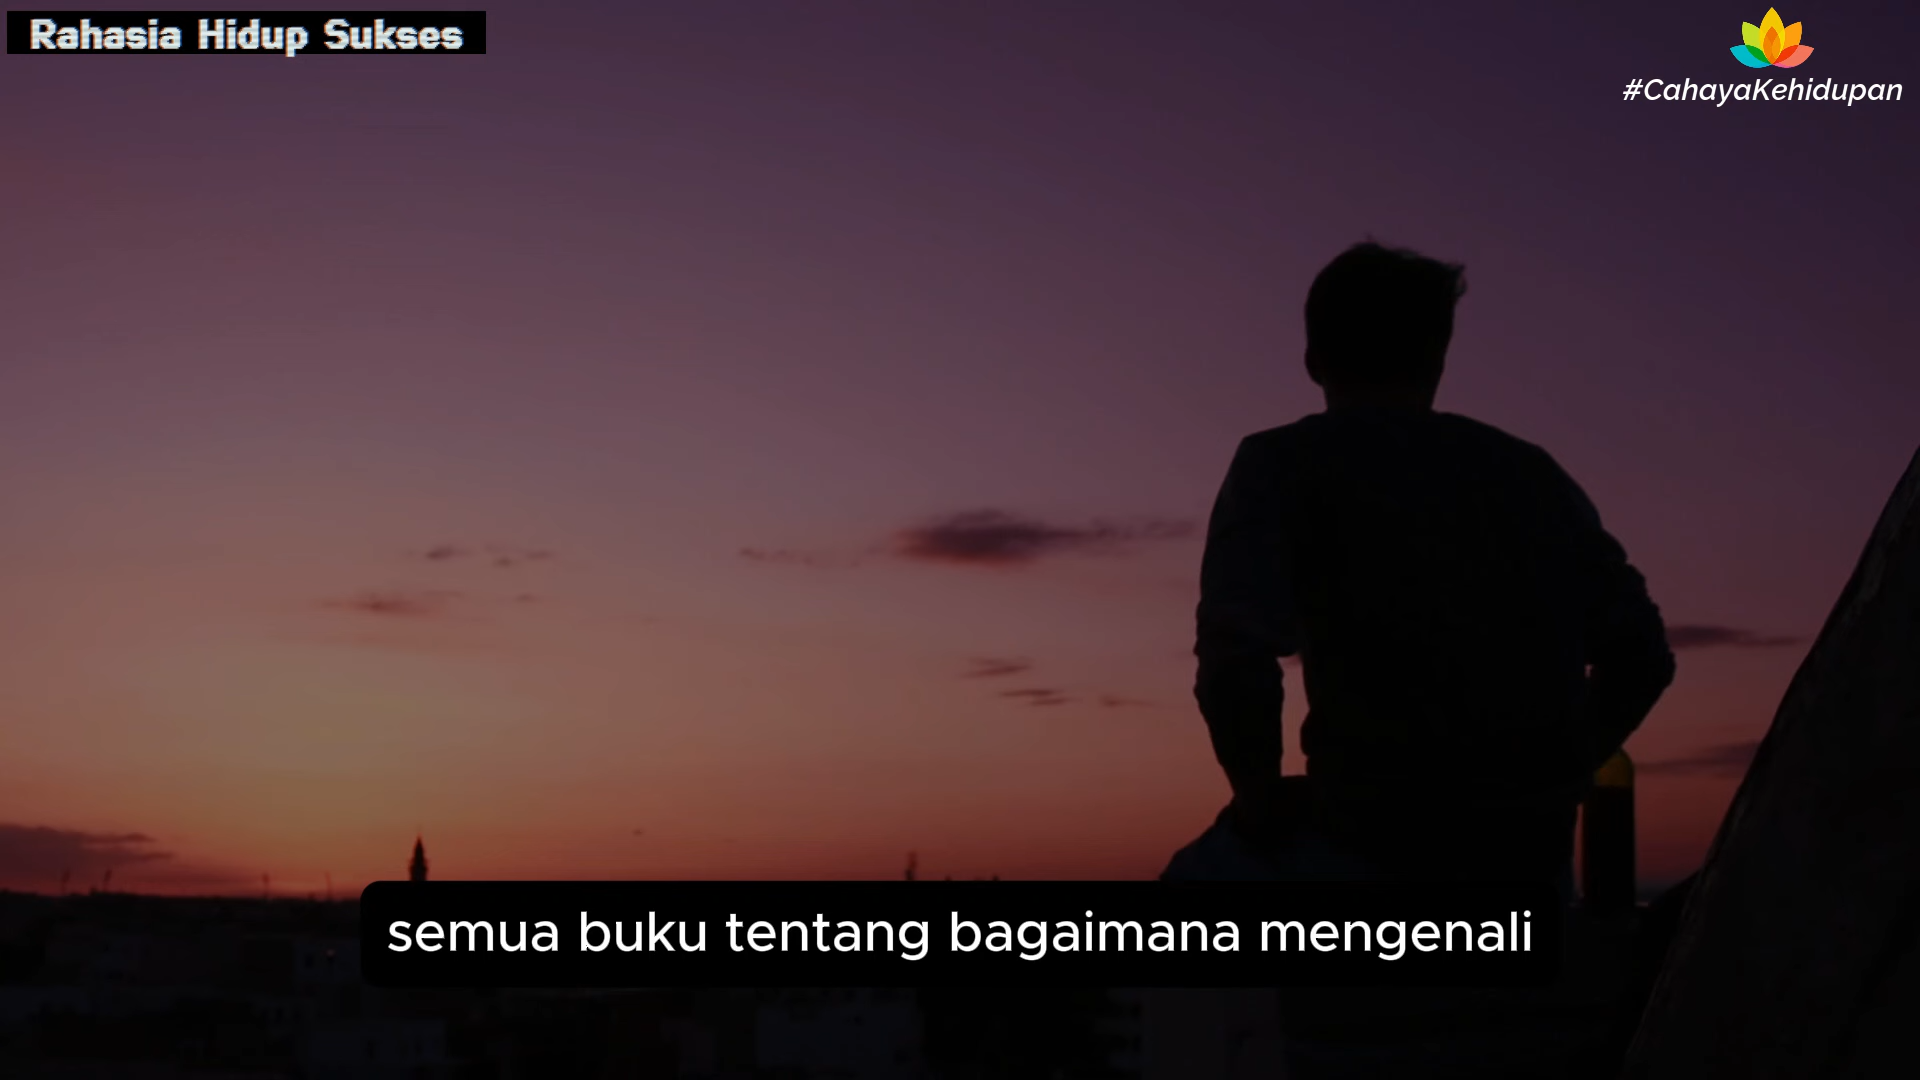 Rahasia Hidup Sukses
#CahayaKehidupan
semua buku tentang bagaimana mengenali